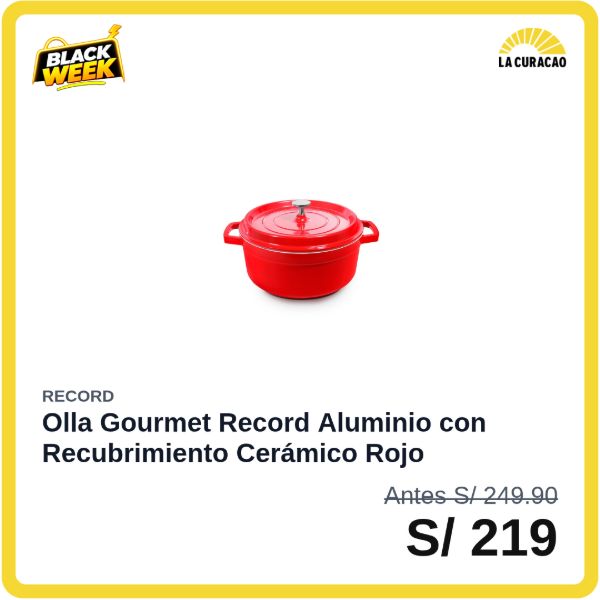 BLACK
WEEK
LA CURACAO
RECORD
Olla Gourmet Record Aluminio con
Recubrimiento Cerámico Rojo
Antes S/ 249.90
S/ 219